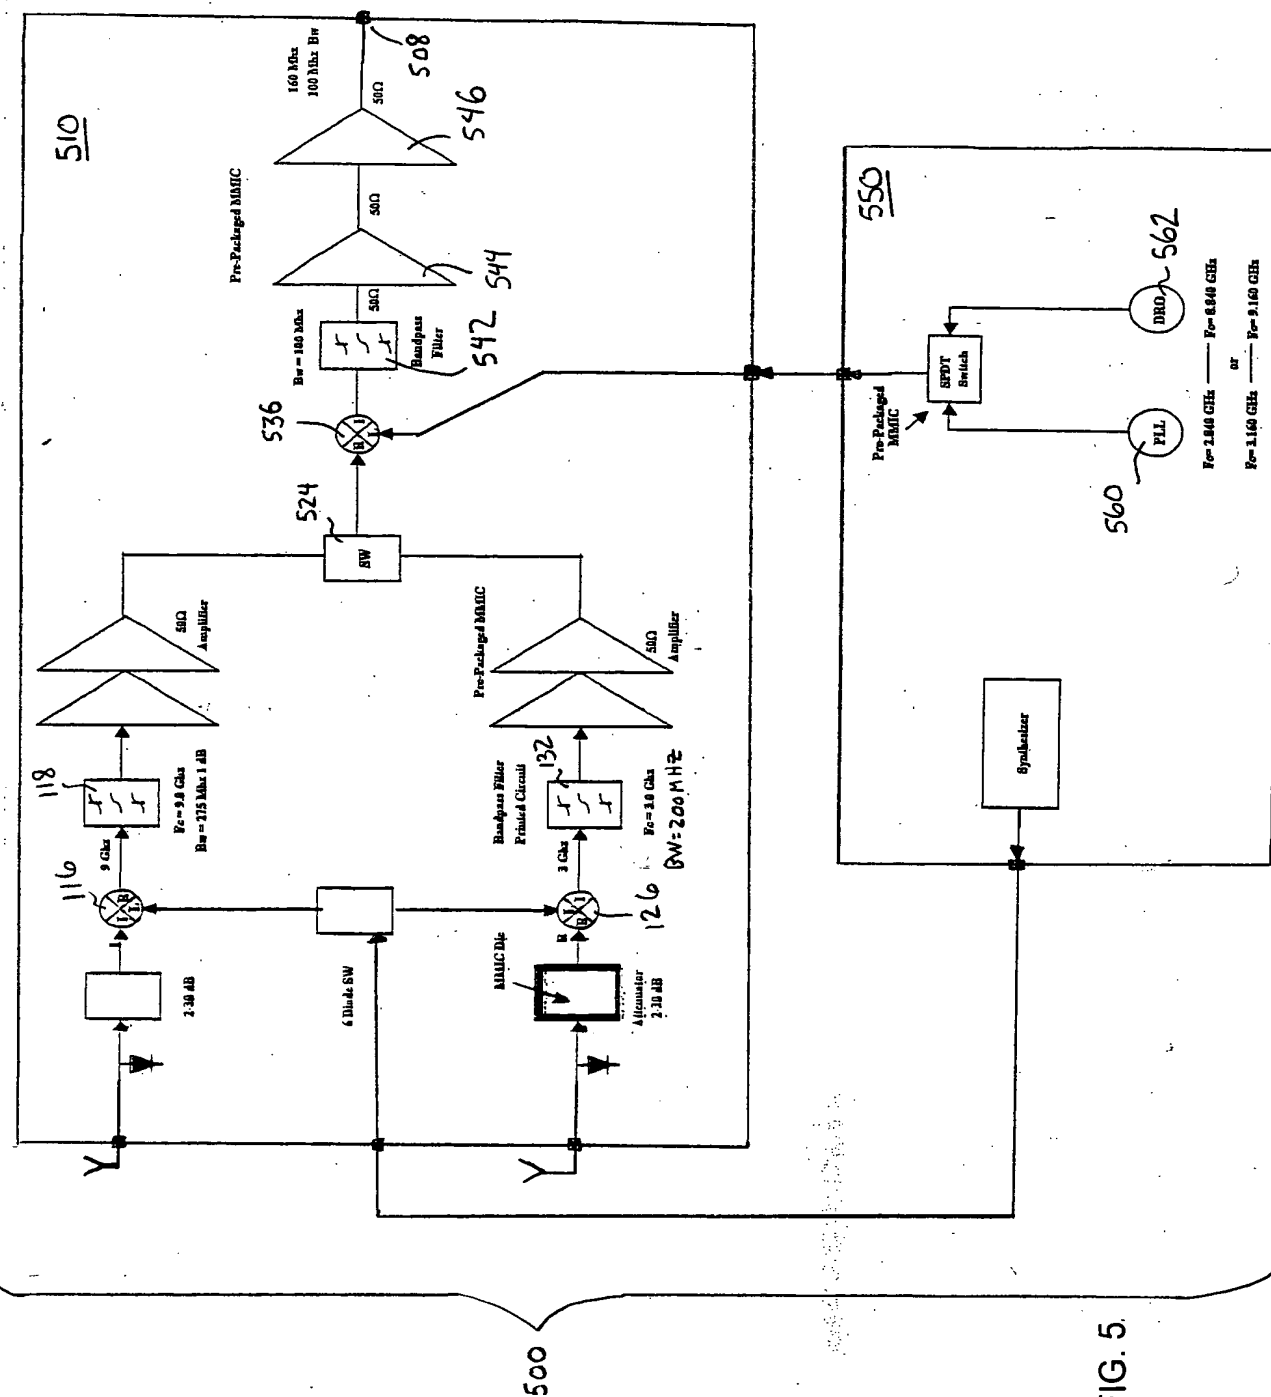 510
160 Mhz
100 Mhz Bw
508
50Ω
546
Pre-Packaged MMIC
50Ω
544
50Ω
Bw = 100 Mhz
Bandpass
Filter
542
536
R
I
L
524
SW
50Ω
Amplifier
Pre-Packaged MMIC
50Ω
Amplifier
118
Fc = 9.0 Ghz
Bw = 275 Mhz 1 dB
132
Bandpass Filter
Printed Circuit
Fc = 3.0 Ghz
BW = 200 MHz
116
9 Ghz
I
L
R
3 Ghz
126
R
L
I
I
R
2-30 dB
6 Diode SW
MMIC Die
Attenuator
2-30 dB
550
562
DRO
SPDT
Switch
Pre-Packaged
MMIC
PLL
560
Fc= 2.840 GHz
Fc= 8.840 GHz
or
Fc= 3.160 GHz
Fc= 9.160 GHz
Synthesizer
500
FIG. 5